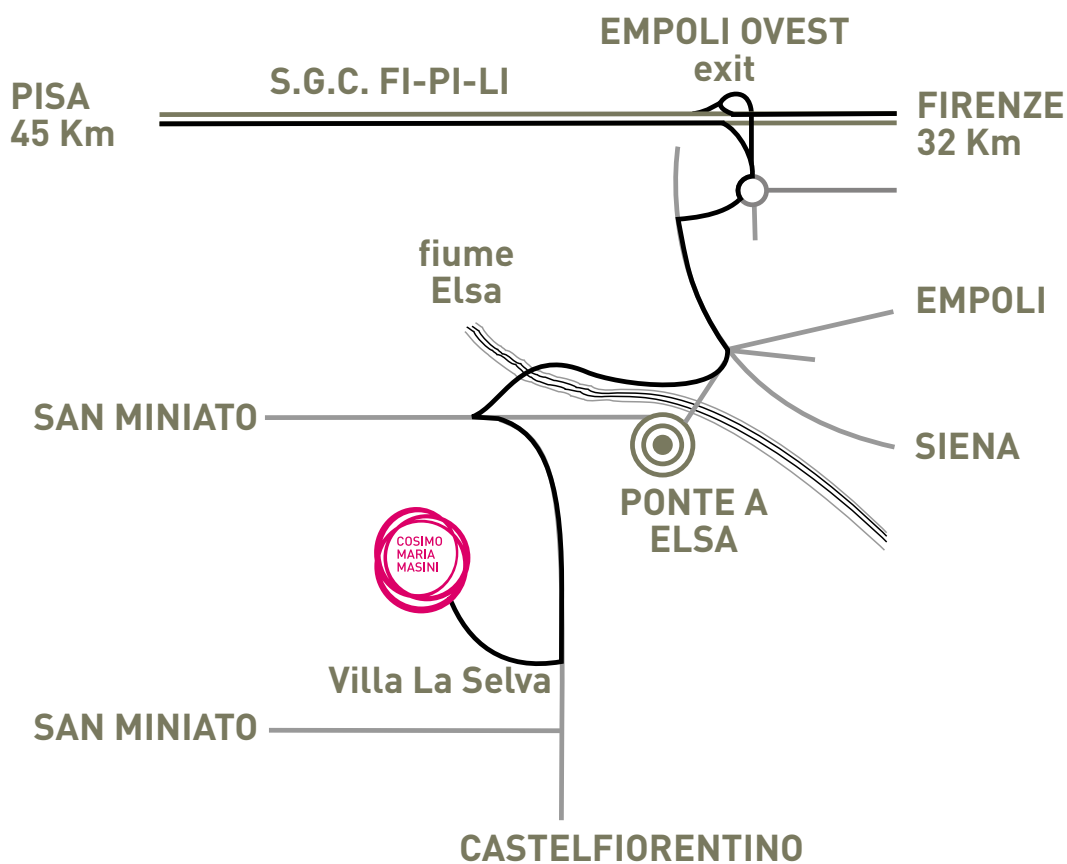 EMPOLI OVEST
exit
S.G.C. FI-PI-LI
PISA
45 Km
FIRENZE
32 Km
fiume
Elsa
EMPOLI
SAN MINIATO
SIENA
PONTE A
ELSA
COSIMO
MARIA
MASINI
Villa La Selva
SAN MINIATO
CASTELFIORENTINO